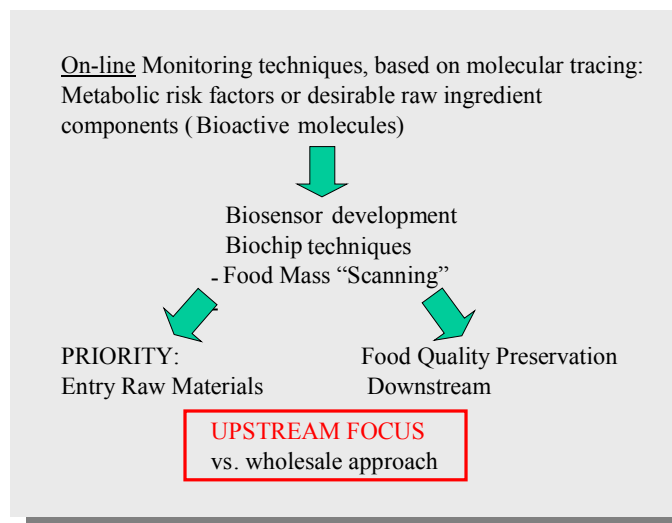 On-line Monitoring techniques, based on molecular tracing:
Metabolic risk factors or desirable raw ingredient
components (Bioactive molecules)
Biosensor development
Biochip techniques
- Food Mass “Scanning”
-
PRIORITY:
Entry Raw Materials
Food Quality Preservation
Downstream
UPSTREAM FOCUS
vs. wholesale approach